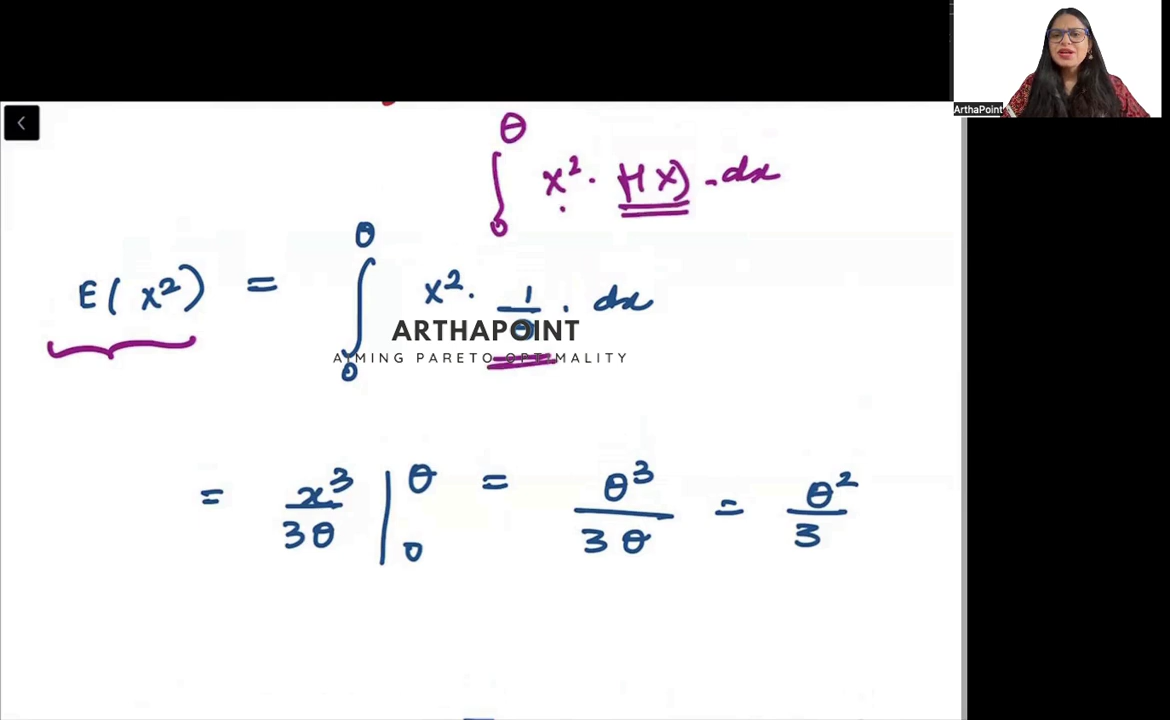 ArthaPoint
θ
∫ x². f(x) . dx
0
θ
E( x²) = ∫ x². 1/θ . dx
0
ARTHAPOINT
AIMING PARETO OPTIMALITY
= x³/3θ |₀^θ = θ³/3θ = θ²/3